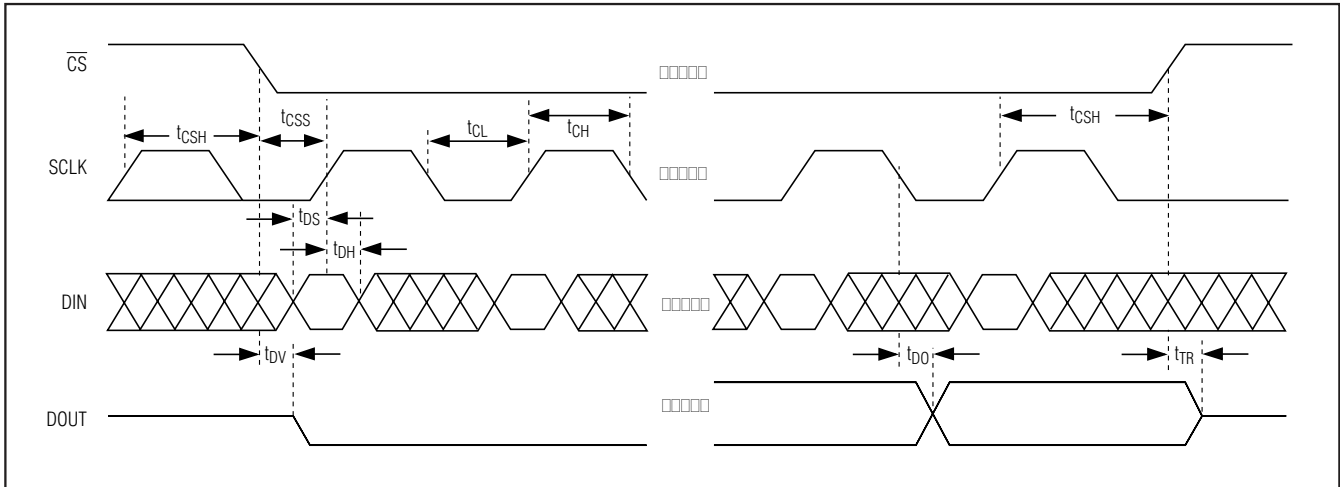 CS
□□□□□
tCSH
tCSS
tCL
tCH
tCSH
SCLK
□□□□□
tDS
tDH
DIN
□□□□□
tDV
tDO
tTR
DOUT
□□□□□